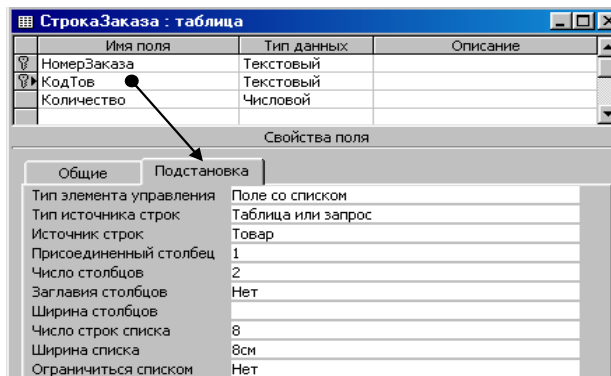 СтрокаЗаказа : таблица
Имя поля Тип данных Описание
НомерЗаказа Текстовый
КодТов Текстовый
Количество Числовой
Свойства поля
Общие Подстановка
Тип элемента управления Поле со списком
Тип источника строк Таблица или запрос
Источник строк Товар
Присоединенный столбец 1
Число столбцов 2
Заглавия столбцов Нет
Ширина столбцов
Число строк списка 8
Ширина списка 8см
Ограничиться списком Нет